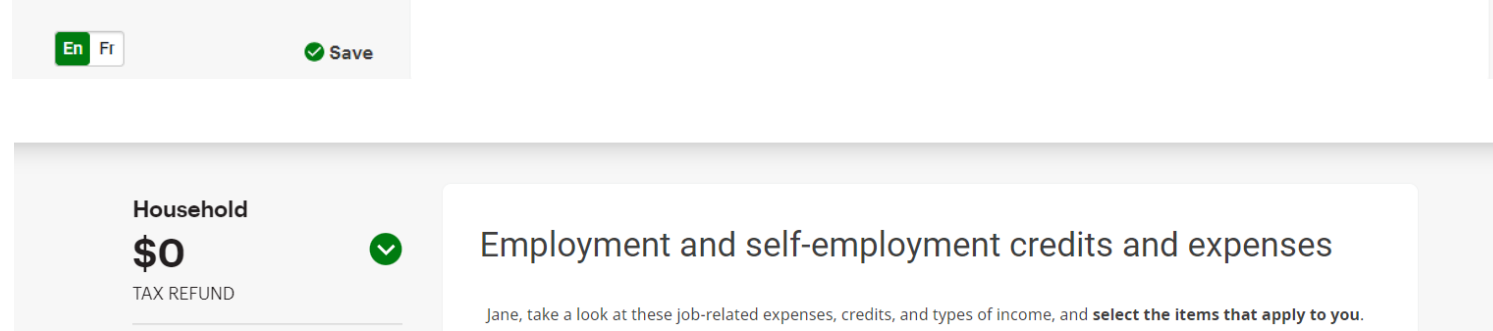 En Fr
Save
Household
$0
TAX REFUND
Employment and self-employment credits and expenses
Jane, take a look at these job-related expenses, credits, and types of income, and select the items that apply to you.